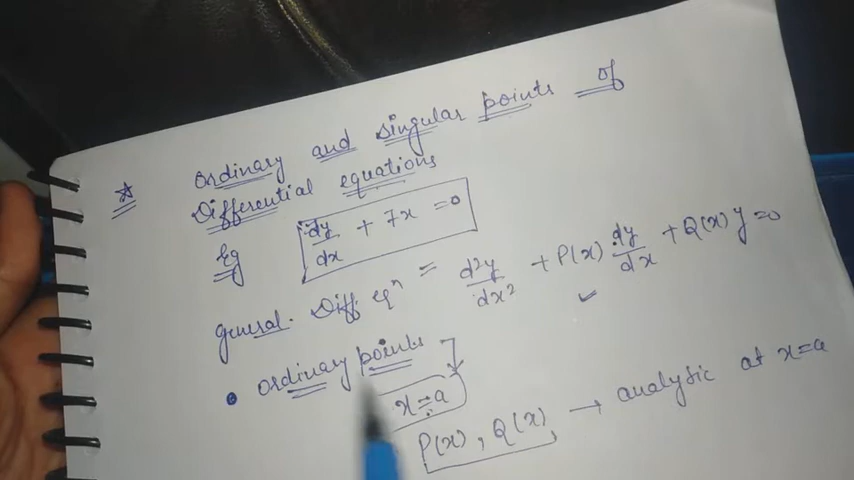 ☆ Ordinary and singular points of
Differential equations
Eg dy/dx + 7x = 0
general. Diff. eqⁿ = d²y/dx² + P(x) dy/dx + Q(x)y = 0
• Ordinary points
x = a
P(x), Q(x) → analytic at x=a